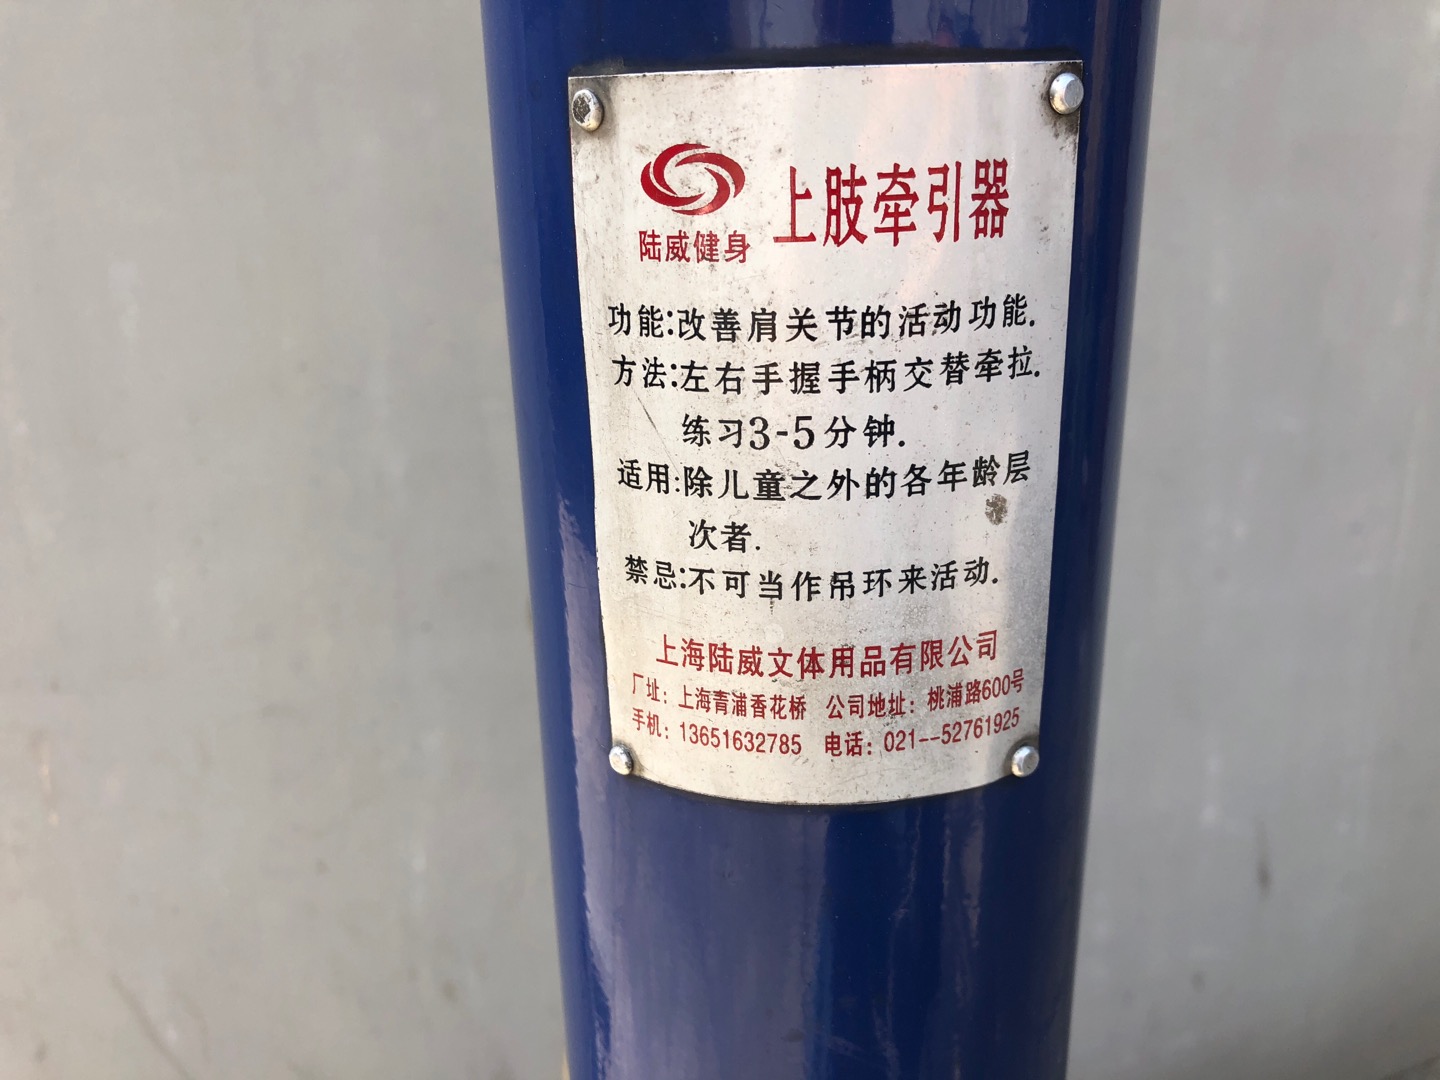 陆威健身
上肢牵引器
功能:改善肩关节的活动功能.
方法:左右手握手柄交替牵拉.
练习3-5分钟.
适用:除儿童之外的各年龄层
次者.
禁忌:不可当作吊环来活动.
上海陆威文体用品有限公司
厂址：上海青浦香花桥 公司地址：桃浦路600号
手机：13651632785 电话：021--52761925